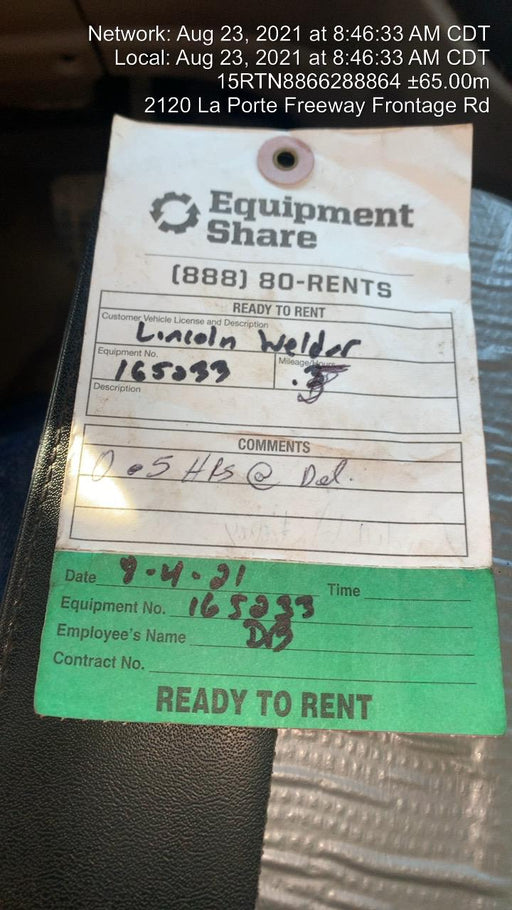 Network: Aug 23, 2021 at 8:46:33 AM CDT
Local: Aug 23, 2021 at 8:46:33 AM CDT
15RTN8866288864 ±65.00m
2120 La Porte Freeway Frontage Rd
Equipment
Share
(888) 80-RENTS
READY TO RENT
Customer Vehicle License and Description
Lincoln Welder
Equipment No. Mileage/Hours
165233
Description
COMMENTS
0.5 HRS @ Del.
Date Time
Equipment No. 165233
Employee's Name DB
Contract No.
READY TO RENT